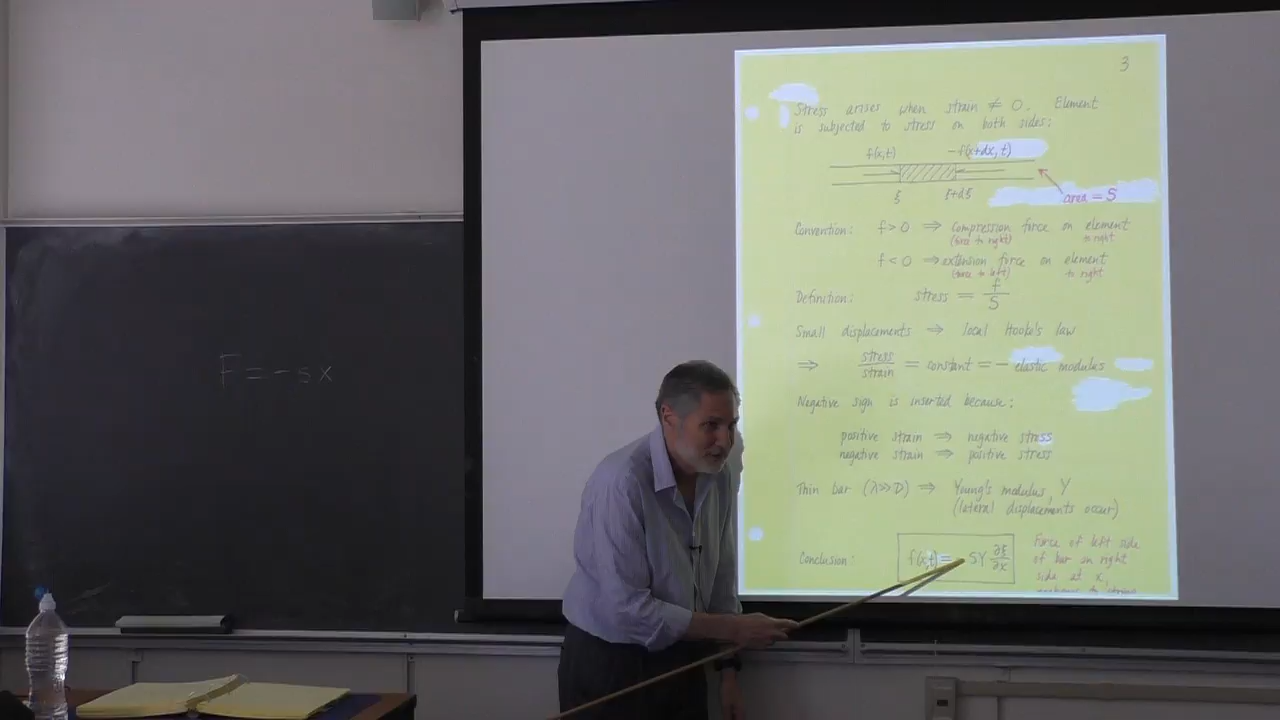 F = -sx
3
Stress arises when strain ≠ 0. Element
is subjected to stress on both sides:
f(x,t) -f(x+dx,t)
ξ ξ+dξ area = S
Convention: f > 0 ⇒ compression force on element
(force to right) to right
f < 0 ⇒ extension force on element
(force to left) to right
Definition: stress = f/S
Small displacements ⇒ local Hooke's law
⇒ stress/strain = constant = - elastic modulus
Negative sign is inserted because:
positive strain ⇒ negative stress
negative strain ⇒ positive stress
Thin bar (λ≫D) ⇒ Young's modulus, Y
(lateral displacements occur)
Conclusion: f(x,t) = - SY ∂ξ/∂x
Force of left side
of bar on right
side at x,